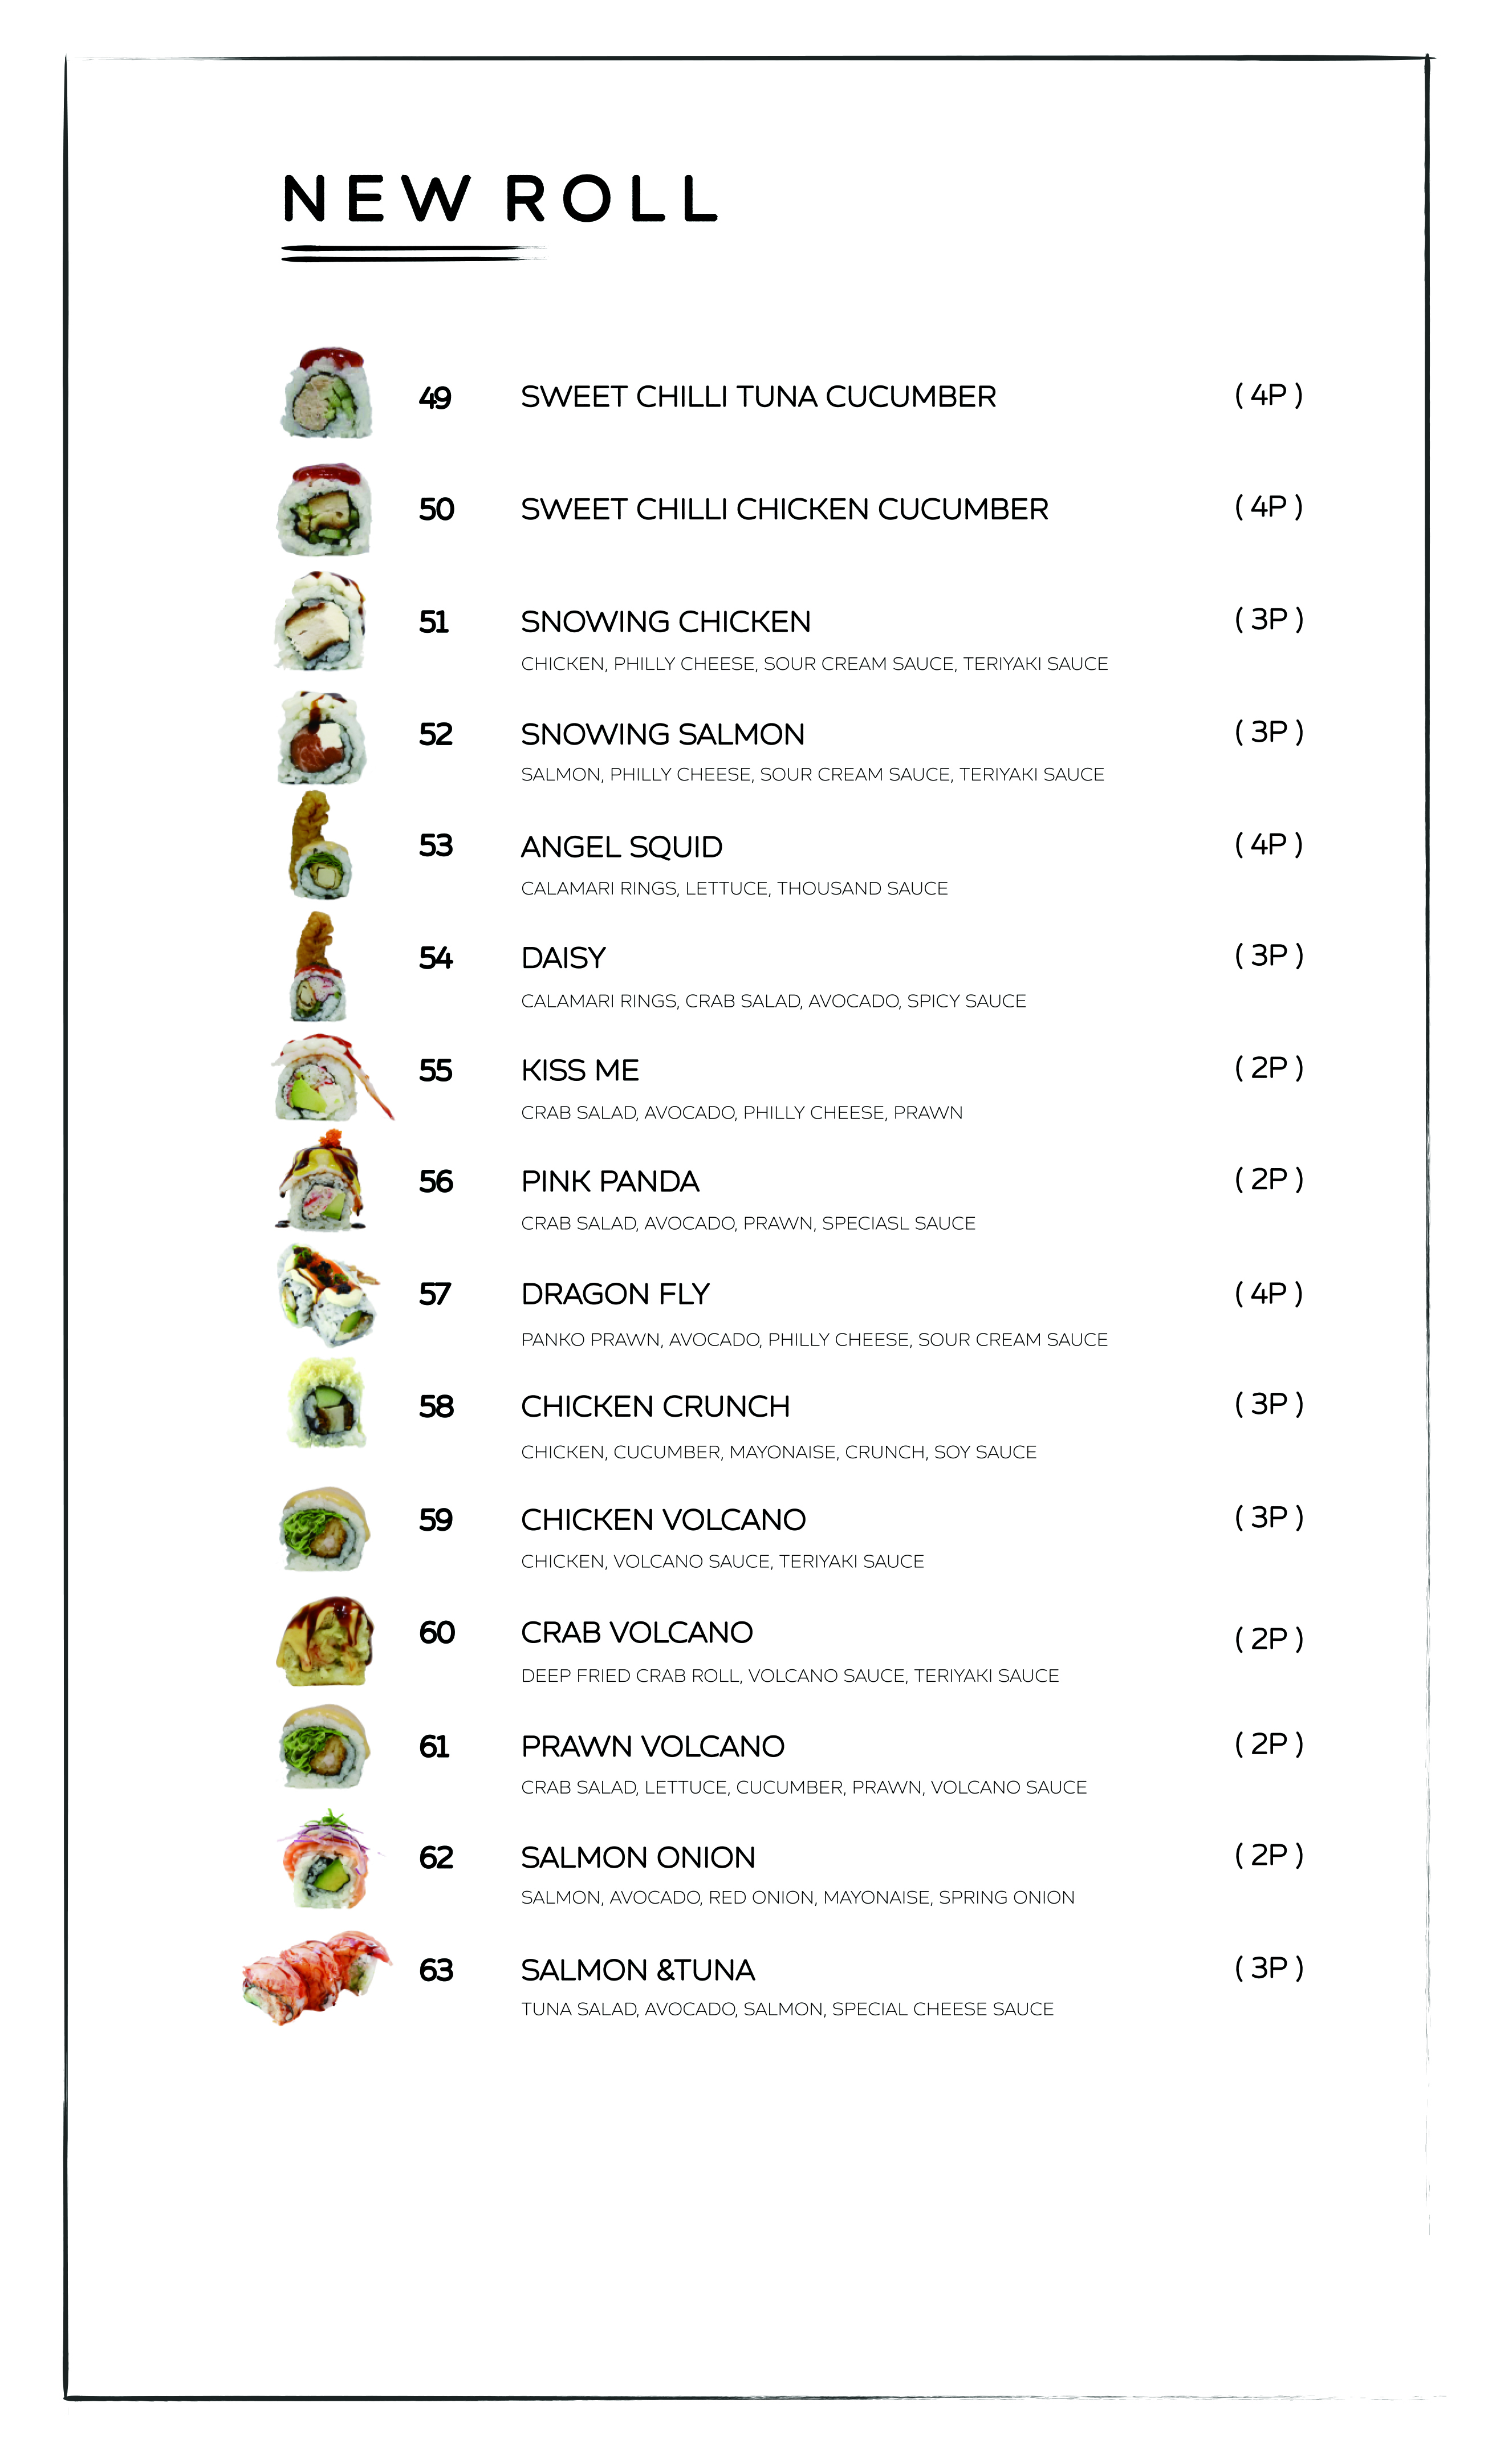 NEW ROLL
49 SWEET CHILLI TUNA CUCUMBER ( 4P )
50 SWEET CHILLI CHICKEN CUCUMBER ( 4P )
51 SNOWING CHICKEN ( 3P )
CHICKEN, PHILLY CHEESE, SOUR CREAM SAUCE, TERIYAKI SAUCE
52 SNOWING SALMON ( 3P )
SALMON, PHILLY CHEESE, SOUR CREAM SAUCE, TERIYAKI SAUCE
53 ANGEL SQUID ( 4P )
CALAMARI RINGS, LETTUCE, THOUSAND SAUCE
54 DAISY ( 3P )
CALAMARI RINGS, CRAB SALAD, AVOCADO, SPICY SAUCE
55 KISS ME ( 2P )
CRAB SALAD, AVOCADO, PHILLY CHEESE, PRAWN
56 PINK PANDA ( 2P )
CRAB SALAD, AVOCADO, PRAWN, SPECIASL SAUCE
57 DRAGON FLY ( 4P )
PANKO PRAWN, AVOCADO, PHILLY CHEESE, SOUR CREAM SAUCE
58 CHICKEN CRUNCH ( 3P )
CHICKEN, CUCUMBER, MAYONAISE, CRUNCH, SOY SAUCE
59 CHICKEN VOLCANO ( 3P )
CHICKEN, VOLCANO SAUCE, TERIYAKI SAUCE
60 CRAB VOLCANO ( 2P )
DEEP FRIED CRAB ROLL, VOLCANO SAUCE, TERIYAKI SAUCE
61 PRAWN VOLCANO ( 2P )
CRAB SALAD, LETTUCE, CUCUMBER, PRAWN, VOLCANO SAUCE
62 SALMON ONION ( 2P )
SALMON, AVOCADO, RED ONION, MAYONAISE, SPRING ONION
63 SALMON &TUNA ( 3P )
TUNA SALAD, AVOCADO, SALMON, SPECIAL CHEESE SAUCE